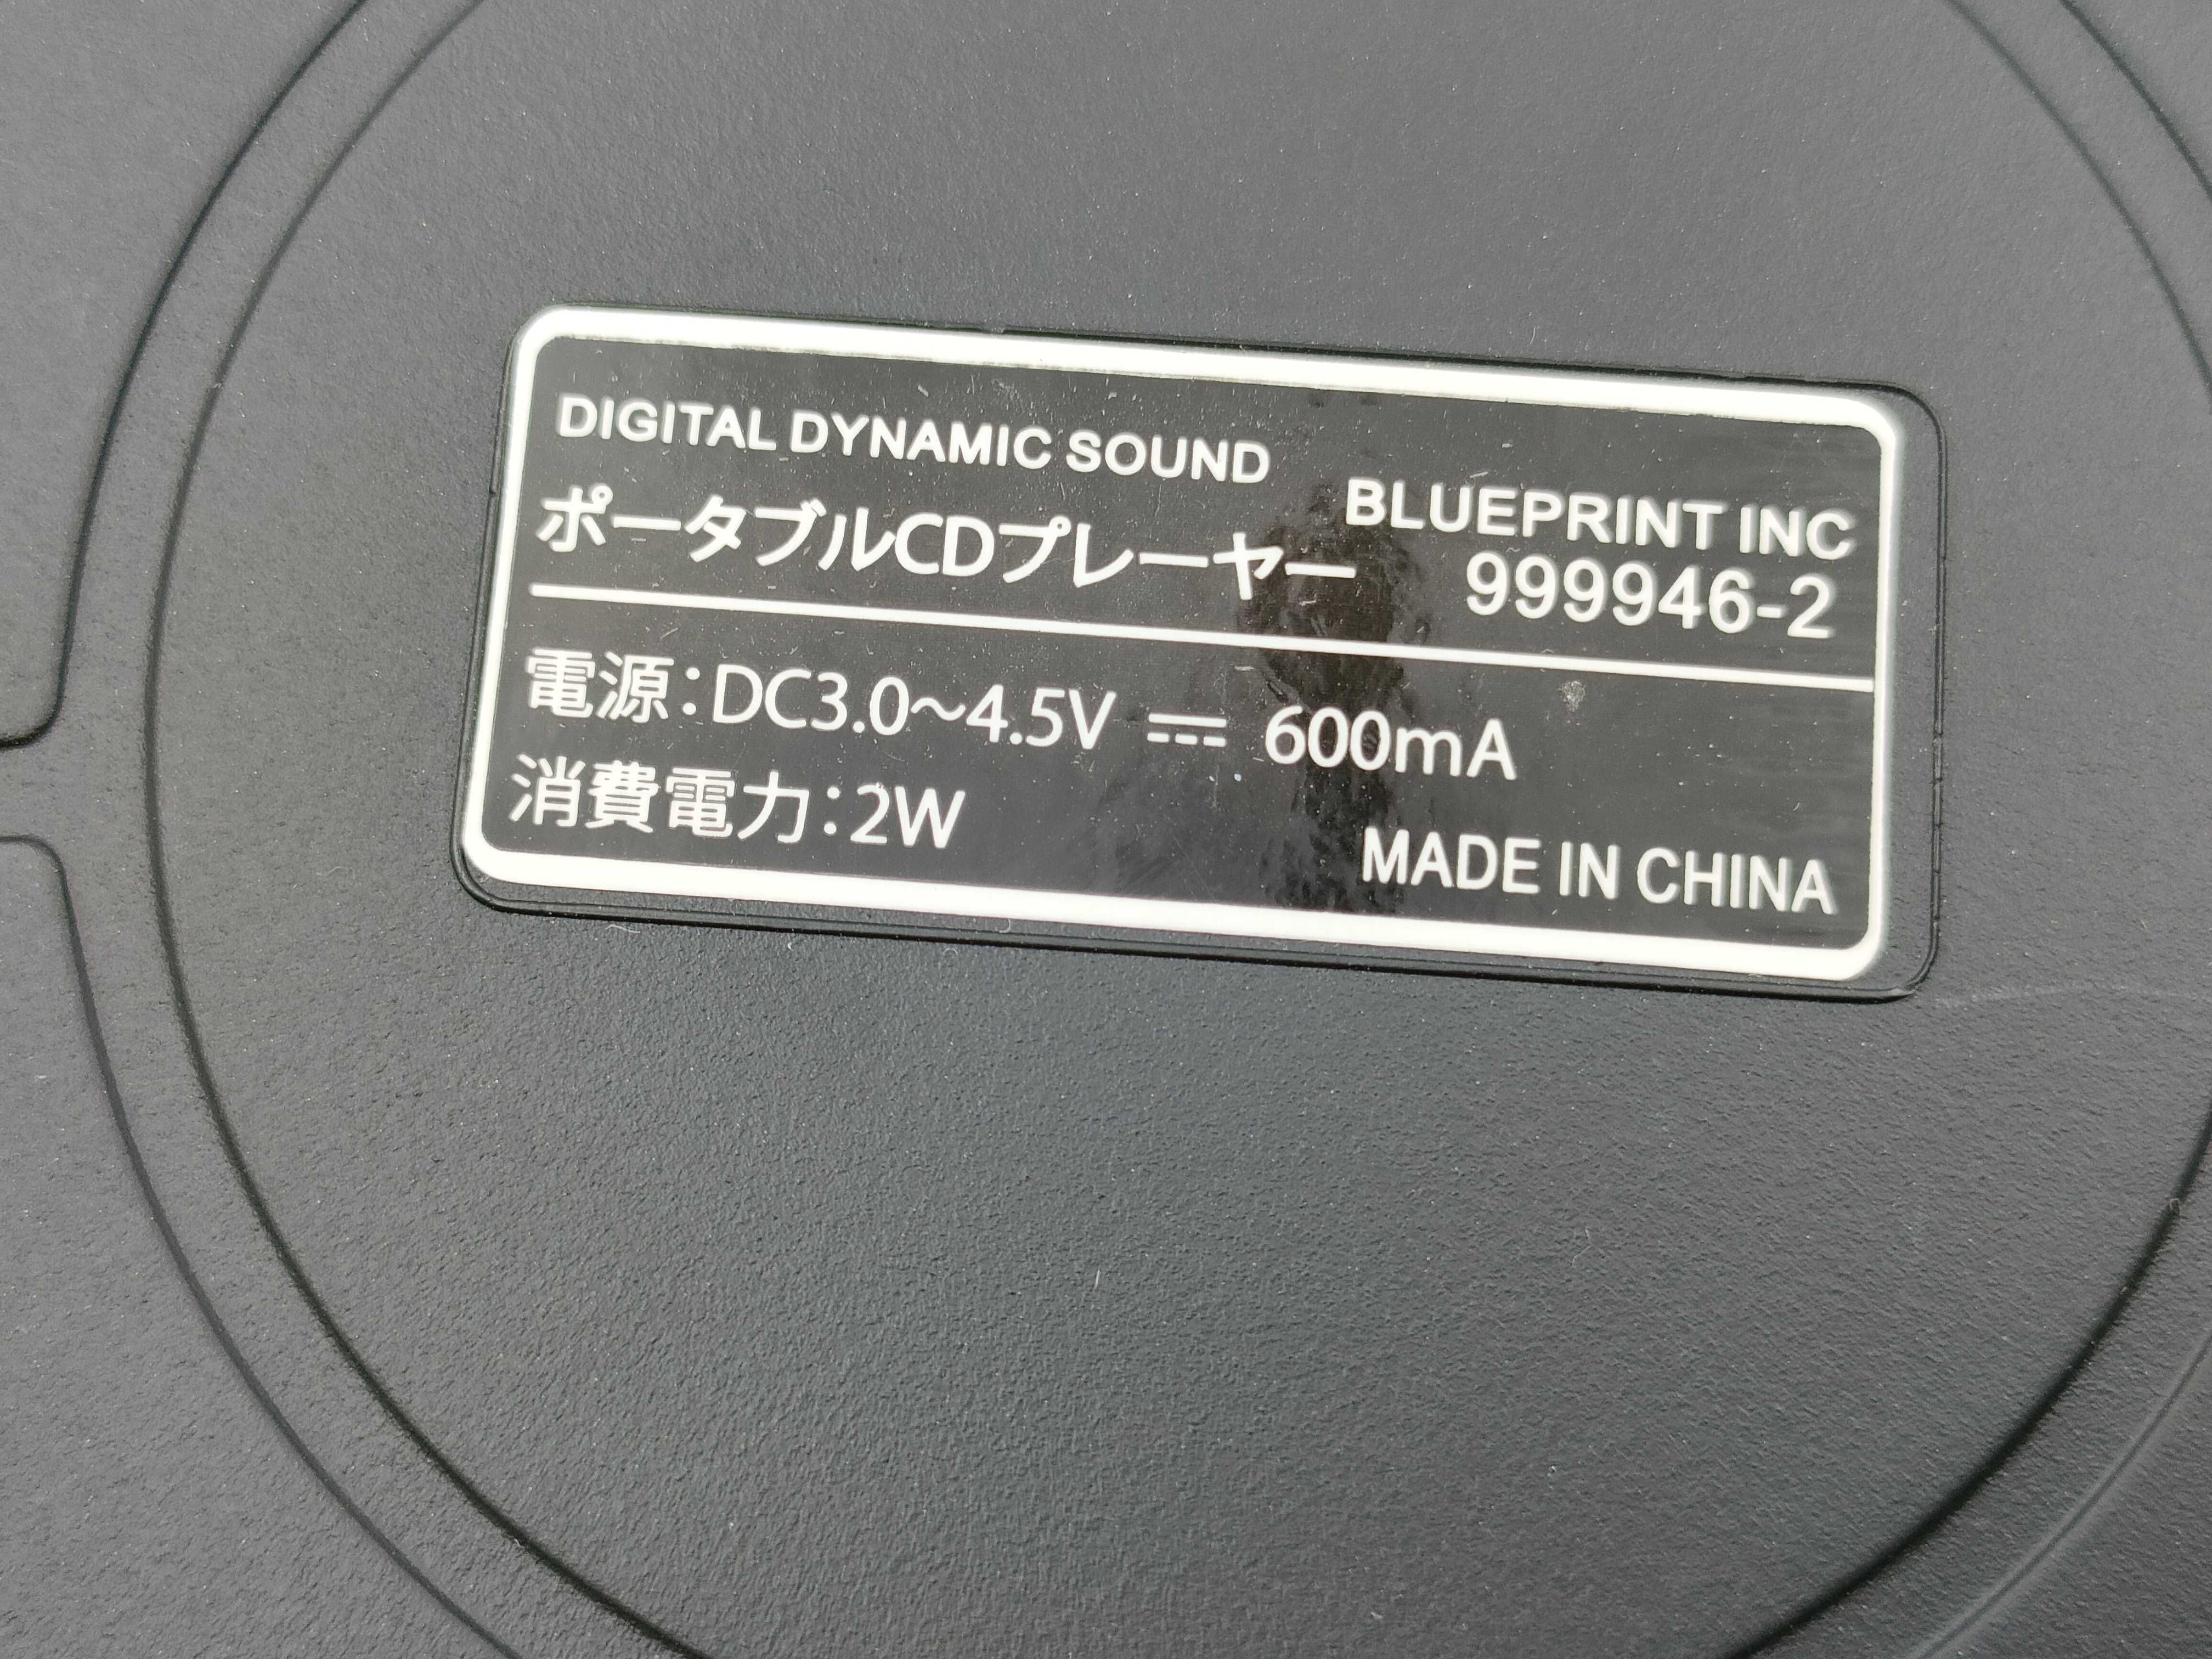 DIGITAL DYNAMIC SOUND
ポータブルCDプレーヤー
BLUEPRINT INC
999946-2
電源：DC3.0～4.5V ⎓ 600mA
消費電力：2W
MADE IN CHINA